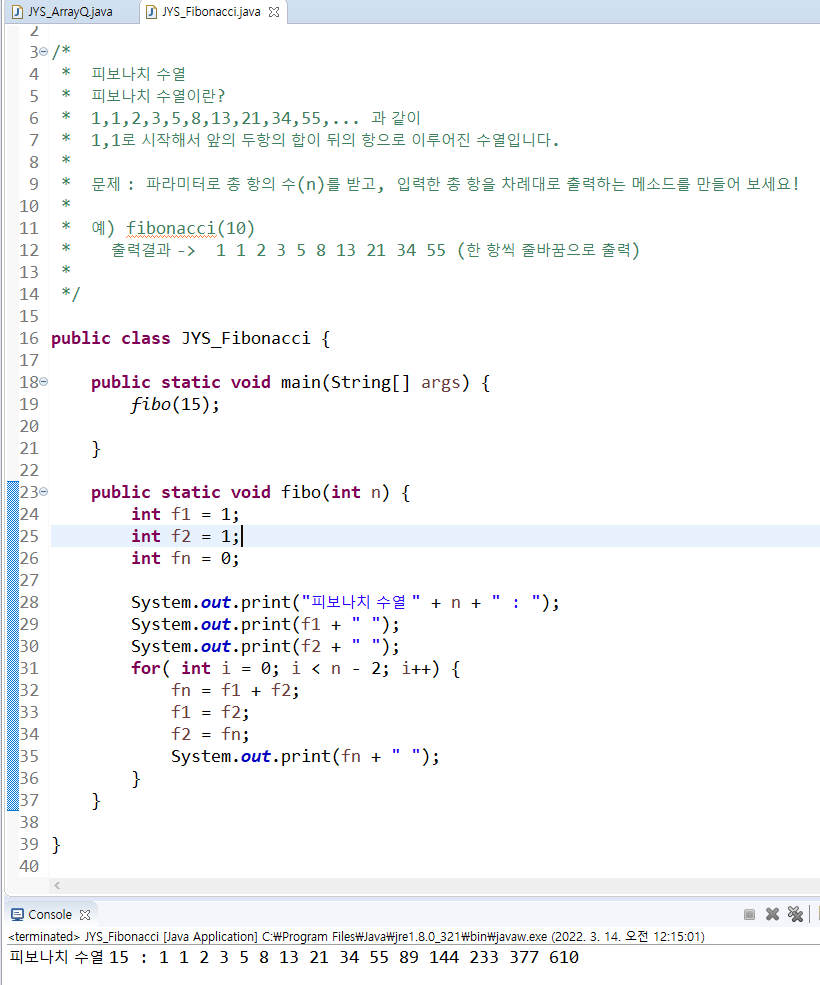 JYS_ArrayQ.java JYS_Fibonacci.java
2
3 /*
4  *  피보나치 수열
5  *  피보나치 수열이란?
6  *  1,1,2,3,5,8,13,21,34,55,... 과 같이
7  *  1,1로 시작해서 앞의 두항의 합이 뒤의 항으로 이루어진 수열입니다.
8  *
9  *  문제 : 파라미터로 총 항의 수(n)를 받고, 입력한 총 항을 차례대로 출력하는 메소드를 만들어 보세요!
10  *
11  *  예) fibonacci(10)
12  *    출력결과 ->  1 1 2 3 5 8 13 21 34 55 (한 항씩 줄바꿈으로 출력)
13  *
14  */
15
16 public class JYS_Fibonacci {
17
18     public static void main(String[] args) {
19         fibo(15);
20
21     }
22
23     public static void fibo(int n) {
24         int f1 = 1;
25         int f2 = 1;
26         int fn = 0;
27
28         System.out.print("피보나치 수열 " + n + " : ");
29         System.out.print(f1 + " ");
30         System.out.print(f2 + " ");
31         for( int i = 0; i < n - 2; i++) {
32             fn = f1 + f2;
33             f1 = f2;
34             f2 = fn;
35             System.out.print(fn + " ");
36         }
37     }
38
39 }
40
Console
<terminated> JYS_Fibonacci [Java Application] C:₩Program Files₩Java₩jre1.8.0_321₩bin₩javaw.exe (2022. 3. 14. 오전 12:15:01)
피보나치 수열 15 : 1 1 2 3 5 8 13 21 34 55 89 144 233 377 610